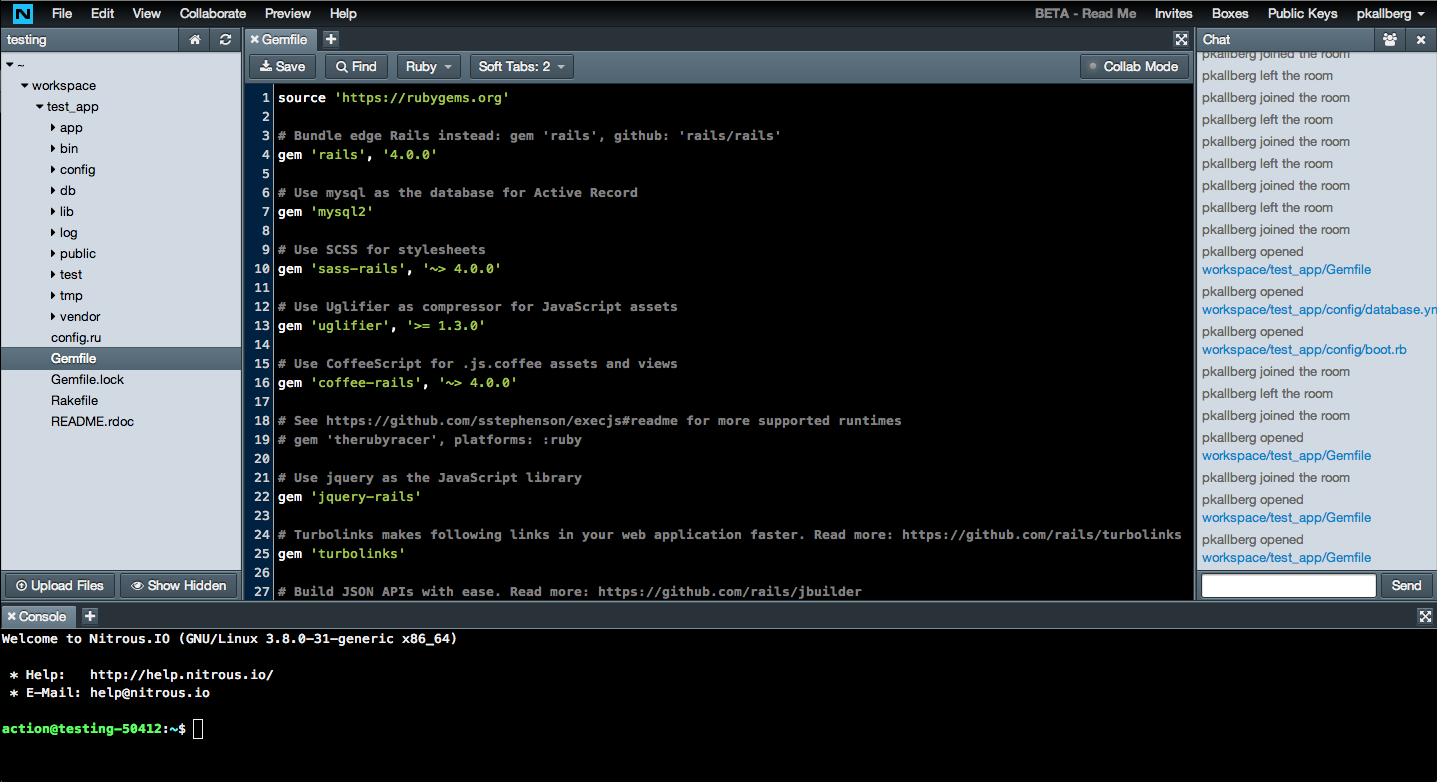 N File Edit View Collaborate Preview Help BETA - Read Me Invites Boxes Public Keys pkallberg
testing
~
workspace
test_app
app
bin
config
db
lib
log
public
test
tmp
vendor
config.ru
Gemfile
Gemfile.lock
Rakefile
README.rdoc
Upload Files Show Hidden
× Gemfile +
Save Find Ruby Soft Tabs: 2 Collab Mode
1 source 'https://rubygems.org'
2
3 # Bundle edge Rails instead: gem 'rails', github: 'rails/rails'
4 gem 'rails', '4.0.0'
5
6 # Use mysql as the database for Active Record
7 gem 'mysql2'
8
9 # Use SCSS for stylesheets
10 gem 'sass-rails', '~> 4.0.0'
11
12 # Use Uglifier as compressor for JavaScript assets
13 gem 'uglifier', '>= 1.3.0'
14
15 # Use CoffeeScript for .js.coffee assets and views
16 gem 'coffee-rails', '~> 4.0.0'
17
18 # See https://github.com/sstephenson/execjs#readme for more supported runtimes
19 # gem 'therubyracer', platforms: :ruby
20
21 # Use jquery as the JavaScript library
22 gem 'jquery-rails'
23
24 # Turbolinks makes following links in your web application faster. Read more: https://github.com/rails/turbolinks
25 gem 'turbolinks'
26
27 # Build JSON APIs with ease. Read more: https://github.com/rails/jbuilder
Chat ×
pkallberg joined the room
pkallberg left the room
pkallberg joined the room
pkallberg left the room
pkallberg joined the room
pkallberg left the room
pkallberg joined the room
pkallberg left the room
pkallberg joined the room
pkallberg opened
workspace/test_app/Gemfile
pkallberg opened
workspace/test_app/config/database.yn
pkallberg opened
workspace/test_app/config/boot.rb
pkallberg joined the room
pkallberg left the room
pkallberg joined the room
pkallberg opened
workspace/test_app/Gemfile
pkallberg joined the room
pkallberg opened
workspace/test_app/Gemfile
pkallberg opened
workspace/test_app/Gemfile
Send
× Console +
Welcome to Nitrous.IO (GNU/Linux 3.8.0-31-generic x86_64)
* Help: http://help.nitrous.io/
* E-Mail: help@nitrous.io
action@testing-50412:~$